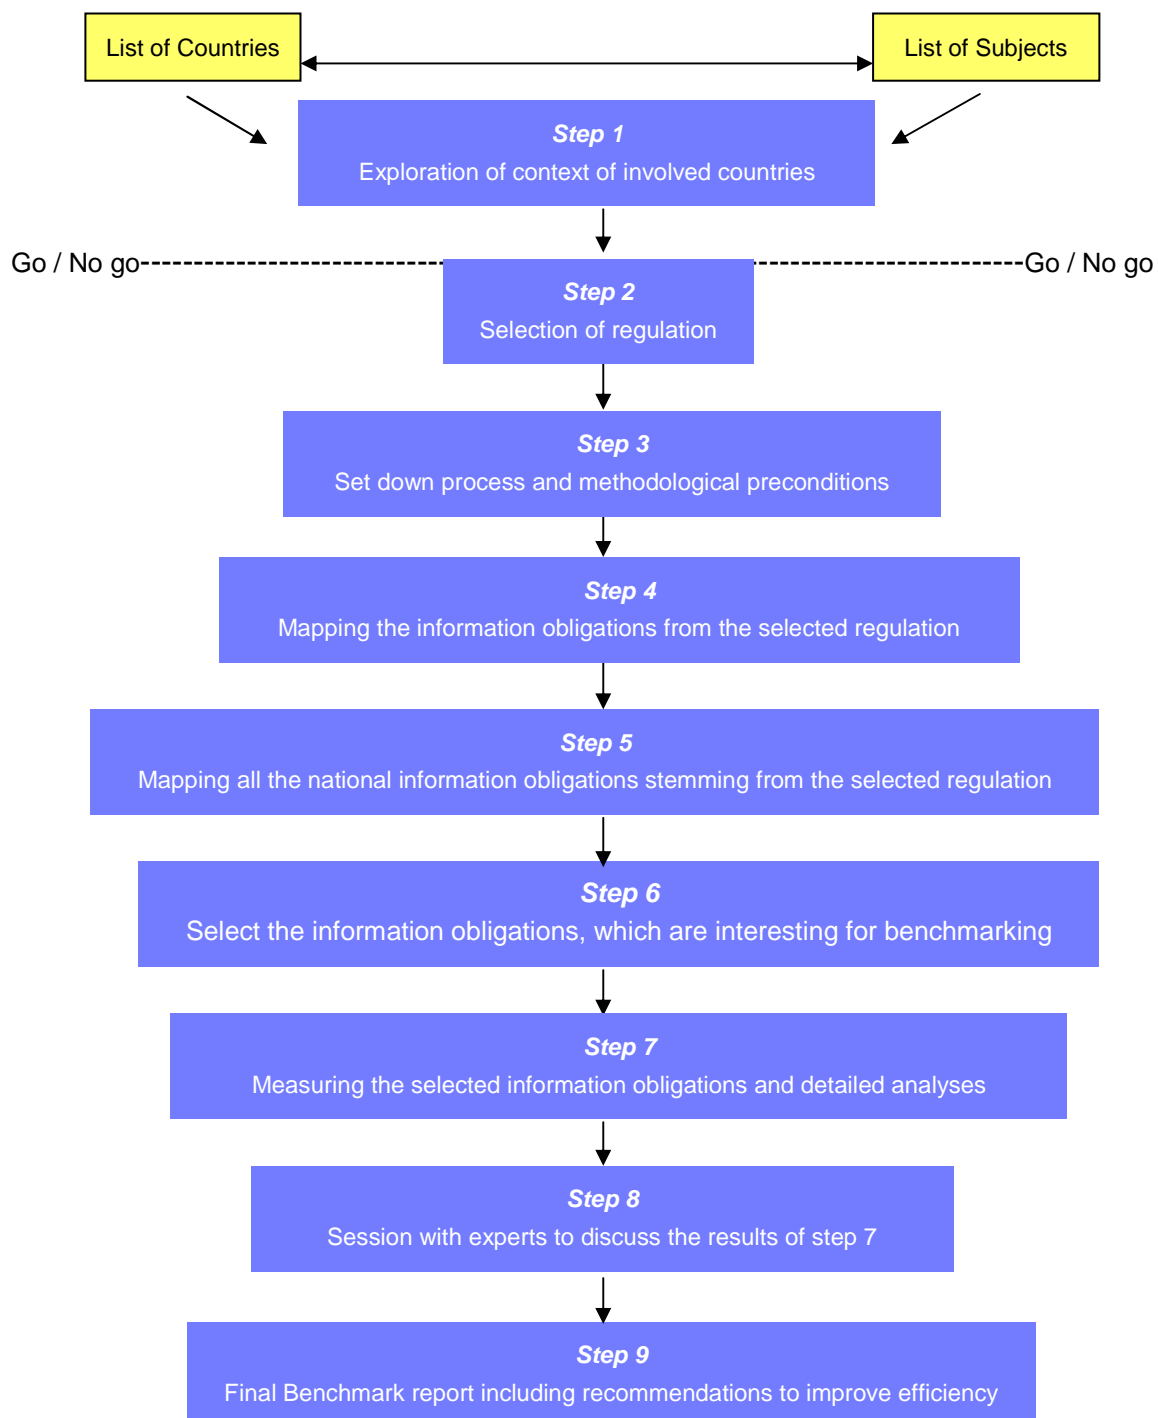 List of Countries
List of Subjects
Step 1
Exploration of context of involved countries
Go / No go
Go / No go
Step 2
Selection of regulation
Step 3
Set down process and methodological preconditions
Step 4
Mapping the information obligations from the selected regulation
Step 5
Mapping all the national information obligations stemming from the selected regulation
Step 6
Select the information obligations, which are interesting for benchmarking
Step 7
Measuring the selected information obligations and detailed analyses
Step 8
Session with experts to discuss the results of step 7
Step 9
Final Benchmark report including recommendations to improve efficiency